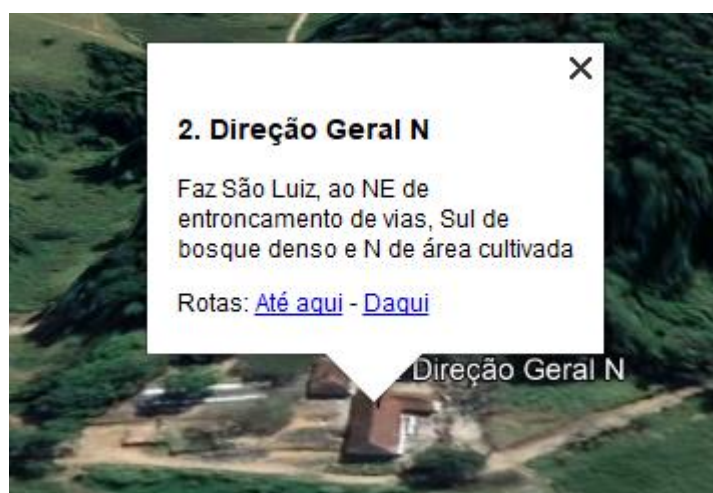 2. Direção Geral N
Faz São Luiz, ao NE de
entroncamento de vias, Sul de
bosque denso e N de área cultivada
Rotas: Até aqui - Daqui
Direção Geral N